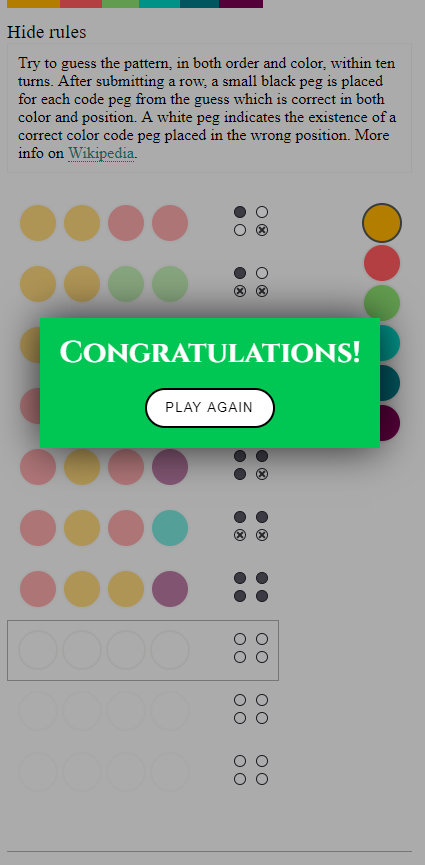 Hide rules
Try to guess the pattern, in both order and color, within ten
turns. After submitting a row, a small black peg is placed
for each code peg from the guess which is correct in both
color and position. A white peg indicates the existence of a
correct color code peg placed in the wrong position. More
info on Wikipedia.
Congratulations!
PLAY AGAIN